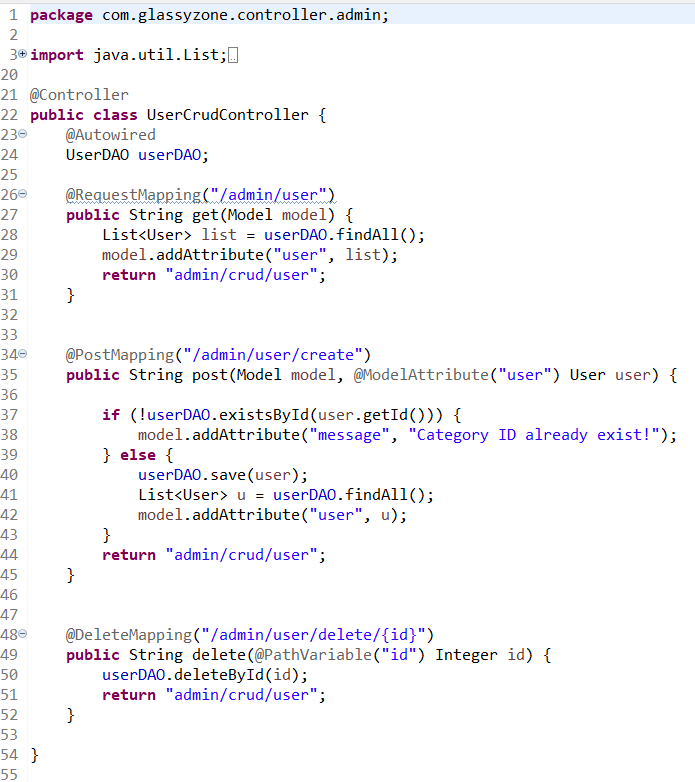 1 package com.glassyzone.controller.admin;
2
3 import java.util.List;
20
21 @Controller
22 public class UserCrudController {
23 @Autowired
24 UserDAO userDAO;
25
26 @RequestMapping("/admin/user")
27 public String get(Model model) {
28 List<User> list = userDAO.findAll();
29 model.addAttribute("user", list);
30 return "admin/crud/user";
31 }
32
33
34 @PostMapping("/admin/user/create")
35 public String post(Model model, @ModelAttribute("user") User user) {
36
37 if (!userDAO.existsById(user.getId())) {
38 model.addAttribute("message", "Category ID already exist!");
39 } else {
40 userDAO.save(user);
41 List<User> u = userDAO.findAll();
42 model.addAttribute("user", u);
43 }
44 return "admin/crud/user";
45 }
46
47
48 @DeleteMapping("/admin/user/delete/{id}")
49 public String delete(@PathVariable("id") Integer id) {
50 userDAO.deleteById(id);
51 return "admin/crud/user";
52 }
53
54 }
55